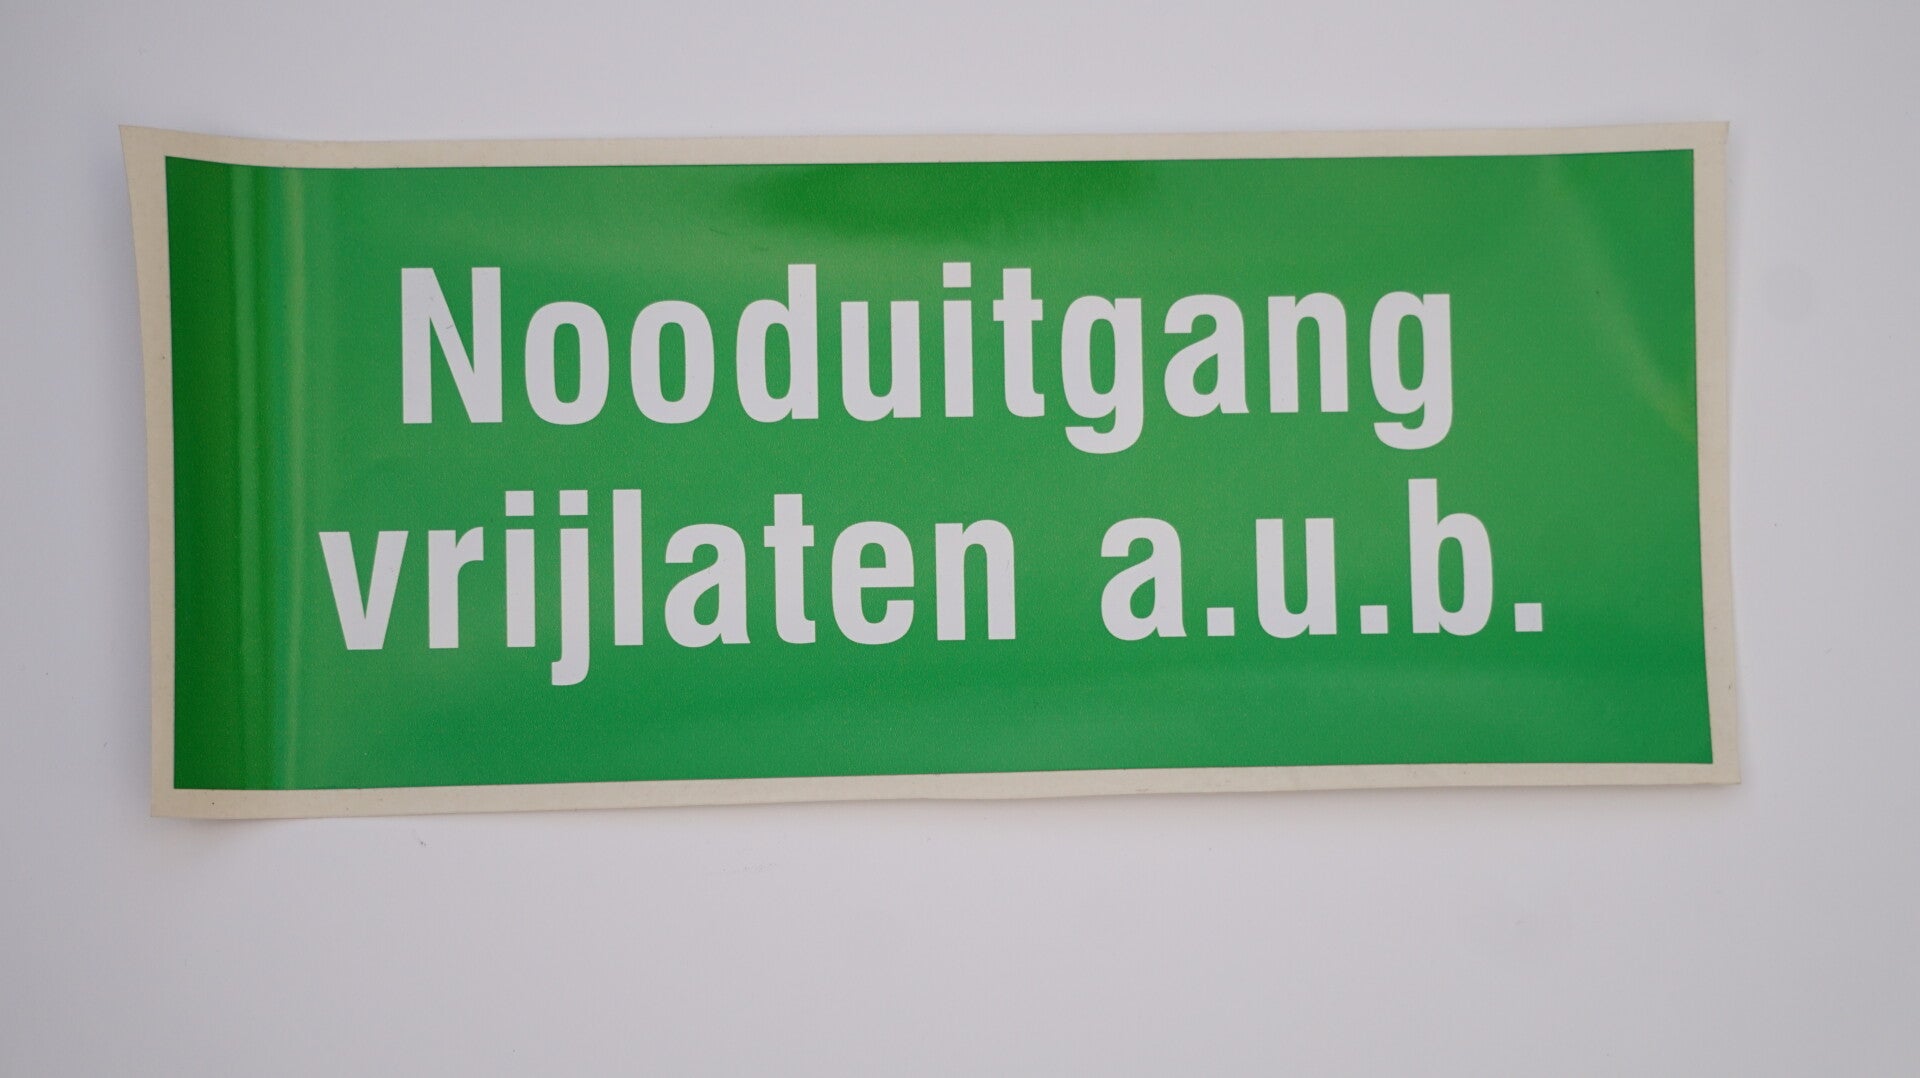 Nooduitgang
vrijlaten a.u.b.